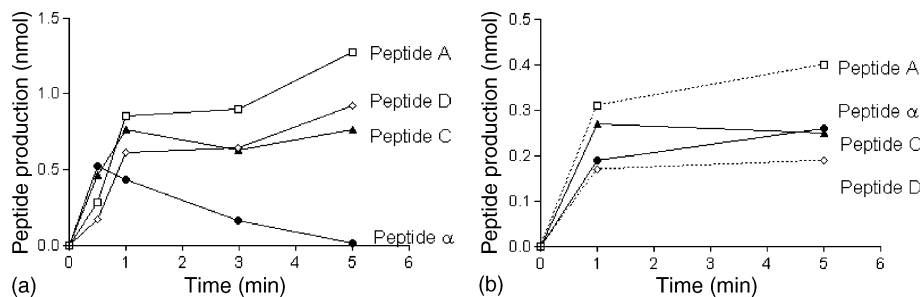 1.5
1.0
0.5
0.0
Peptide production (nmol)
Peptide A
Peptide D
Peptide C
Peptide α
0 1 2 3 4 5 6
Time (min)
(a)
0.5
0.4
0.3
0.2
0.1
0.0
Peptide production (nmol)
Peptide A
Peptide α
Peptide C
Peptide D
0 1 2 3 4 5 6
Time (min)
(b)